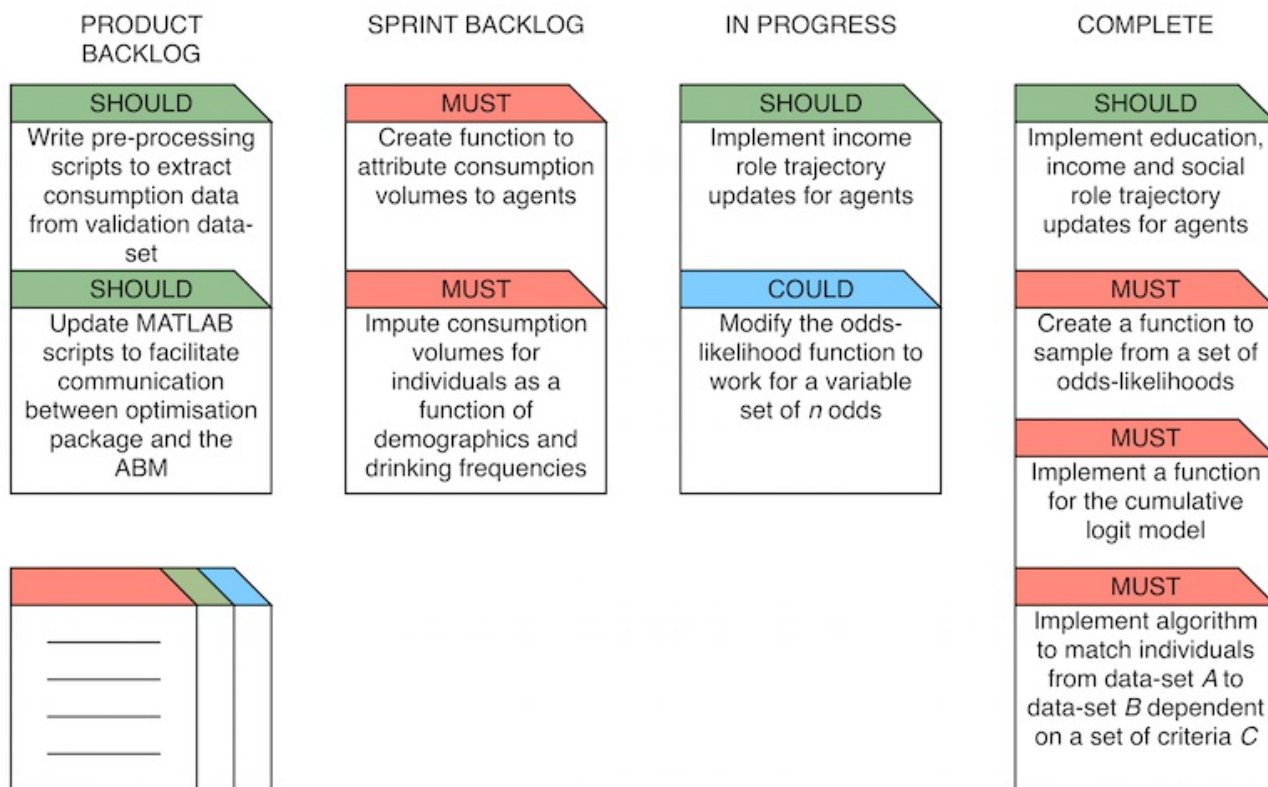 PRODUCT
BACKLOG
SHOULD
Write pre-processing
scripts to extract
consumption data
from validation data-
set
SHOULD
Update MATLAB
scripts to facilitate
communication
between optimisation
package and the
ABM
SPRINT BACKLOG
MUST
Create function to
attribute consumption
volumes to agents
MUST
Impute consumption
volumes for
individuals as a
function of
demographics and
drinking frequencies
IN PROGRESS
SHOULD
Implement income
role trajectory
updates for agents
COULD
Modify the odds-
likelihood function to
work for a variable
set of n odds
COMPLETE
SHOULD
Implement education,
income and social
role trajectory
updates for agents
MUST
Create a function to
sample from a set of
odds-likelihoods
MUST
Implement a function
for the cumulative
logit model
MUST
Implement algorithm
to match individuals
from data-set A to
data-set B dependent
on a set of criteria C